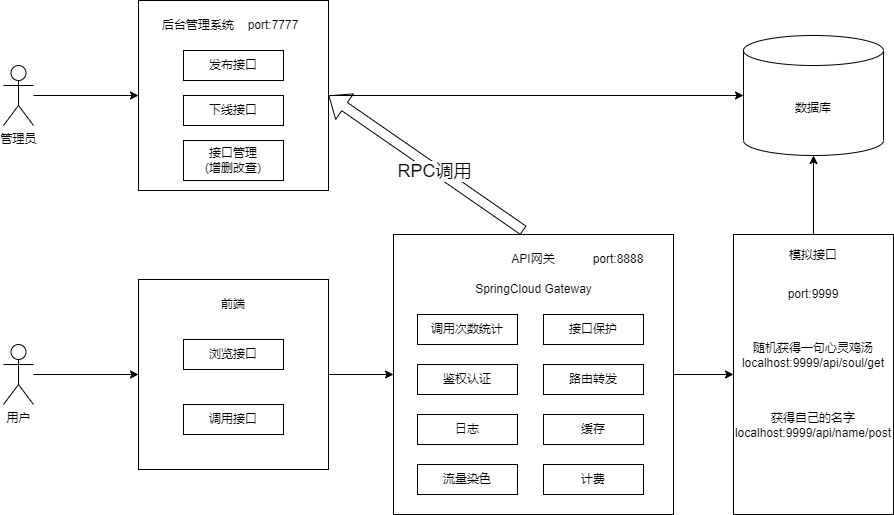 后台管理系统 port:7777
发布接口
下线接口
接口管理
(增删改查)
管理员
数据库
RPC调用
前端
浏览接口
调用接口
用户
API网关 port:8888
SpringCloud Gateway
调用次数统计 接口保护
鉴权认证 路由转发
日志 缓存
流量染色 计费
模拟接口
port:9999
随机获得一句心灵鸡汤
localhost:9999/api/soul/get
获得自己的名字
localhost:9999/api/name/post